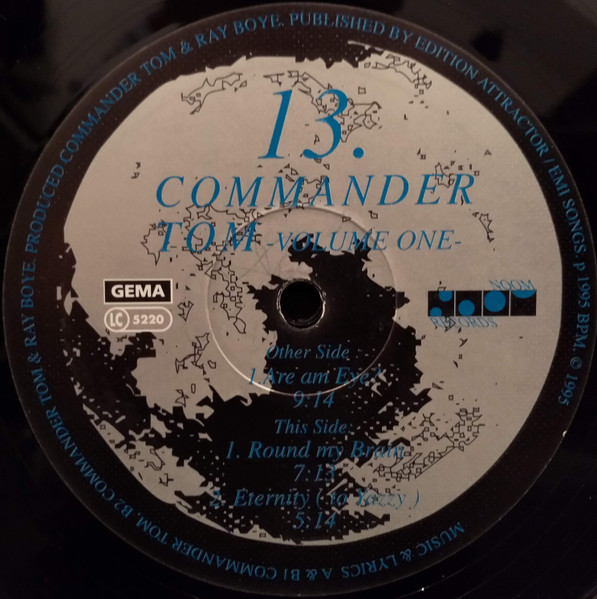 13.
COMMANDER
TOM -VOLUME ONE-
GEMA
LC 5220
NOOM
RECORDS
Other Side :
1. Are am Eye?
9.14
This Side:
1. Round my Brain
7:13
2. Eternity ( to Yazzy )
5:14
MUSIC & LYRICS A & B1 COMMANDER TOM, B2 COMMANDER TOM & RAY BOYE. PRODUCED COMMANDER TOM & RAY BOYE. PUBLISHED BY EDITION ATTRACTOR / EMI SONGS. p 1995 BPM © 1995